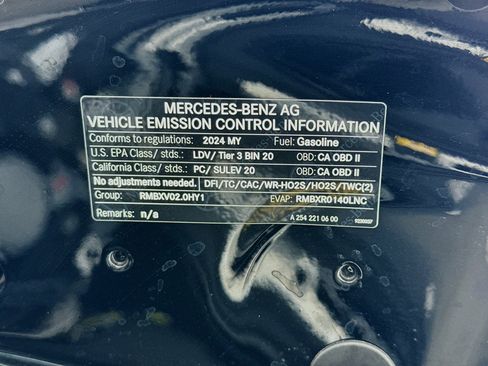 MERCEDES-BENZ AG
VEHICLE EMISSION CONTROL INFORMATION
Conforms to regulations: 2024 MY Fuel: Gasoline
U.S. EPA Class/ stds.: LDV/ Tier 3 BIN 20 OBD: CA OBD II
California Class/ stds.: PC/ SULEV 20 OBD: CA OBD II
No adjustments needed. DFI/TC/CAC/WR-HO2S/HO2S/TWC(2)
Group: RMBXV02.0HY1 EVAP: RMBXR0140LNC
Remarks: n/a A 254 221 06 00